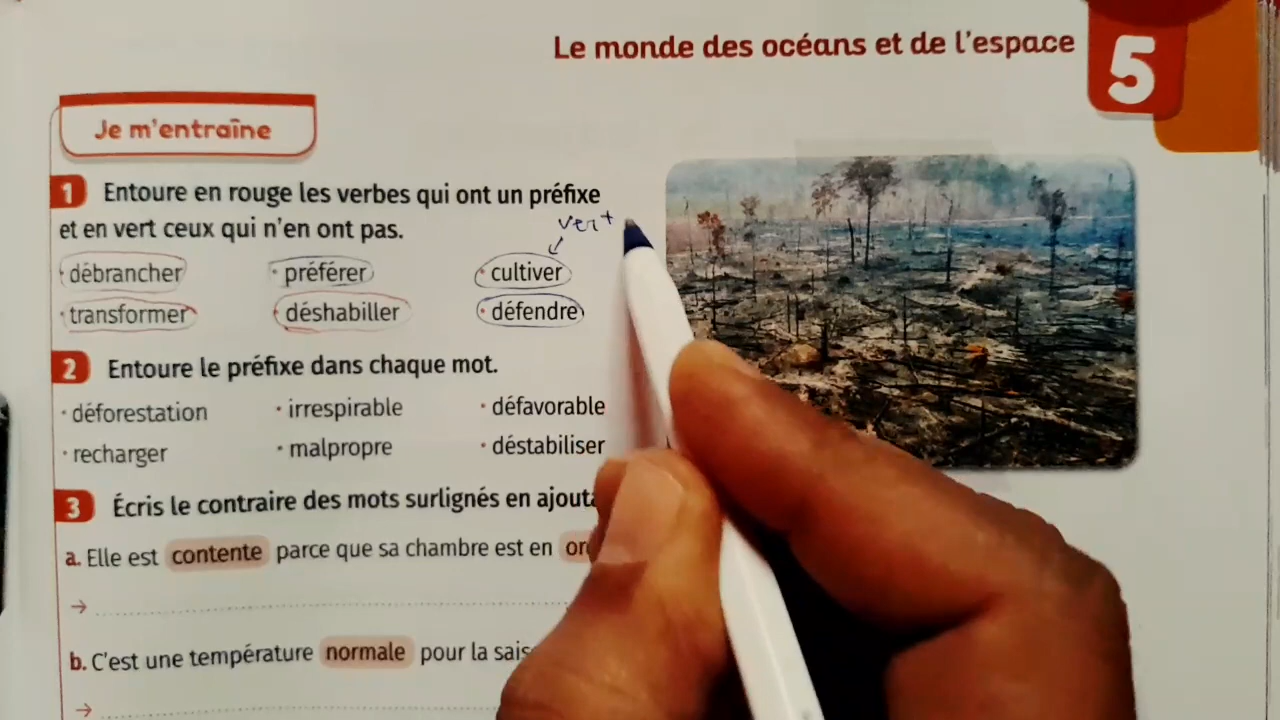 Le monde des océans et de l'espace
5
Je m'entraîne
1 Entoure en rouge les verbes qui ont un préfixe
et en vert ceux qui n'en ont pas.
vert
• débrancher • préférer • cultiver
• transformer • déshabiller • défendre
2 Entoure le préfixe dans chaque mot.
• déforestation • irrespirable • défavorable
• recharger • malpropre • déstabiliser
3 Écris le contraire des mots surlignés en
a. Elle est contente parce que sa chambre est en
→
b. C'est une température normale pour la
→